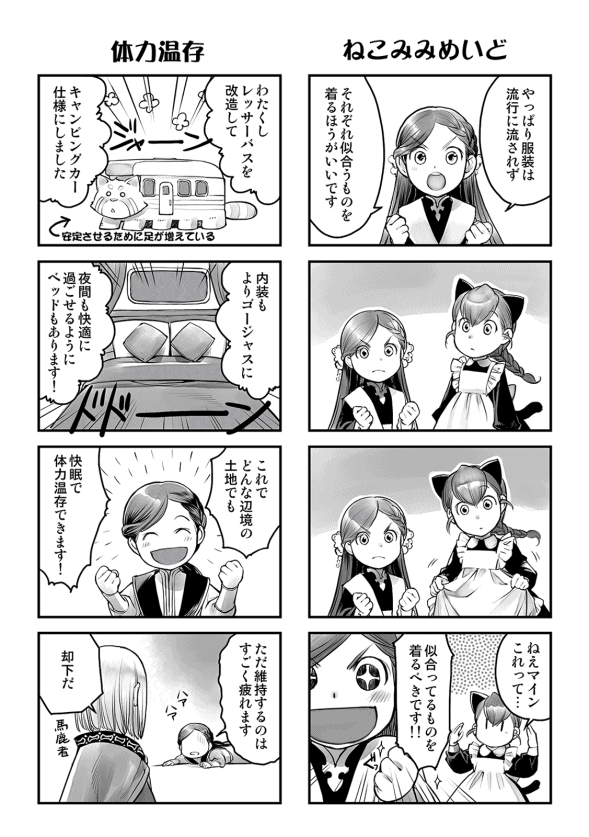 ねこみみめいど
やっぱり服装は
流行に流されず
それぞれ似合うものを
着るほうがいいです
ねえマイン
これって…
似合ってるものを
着るべきです!!
体力温存
わたくし
レッサーバスを
改造して
キャンピングカー
仕様にしました
ジャーン
安定させるために足が増えている
内装も
よりゴージャスに
夜間も快適に
過ごせるように
ベッドもあります!
ドドーーン
これで
どんな辺境の
土地でも
快眠で
体力温存できます!
ただ維持するのは
すごく疲れます
ハァ
ハァ
却下だ
馬鹿者